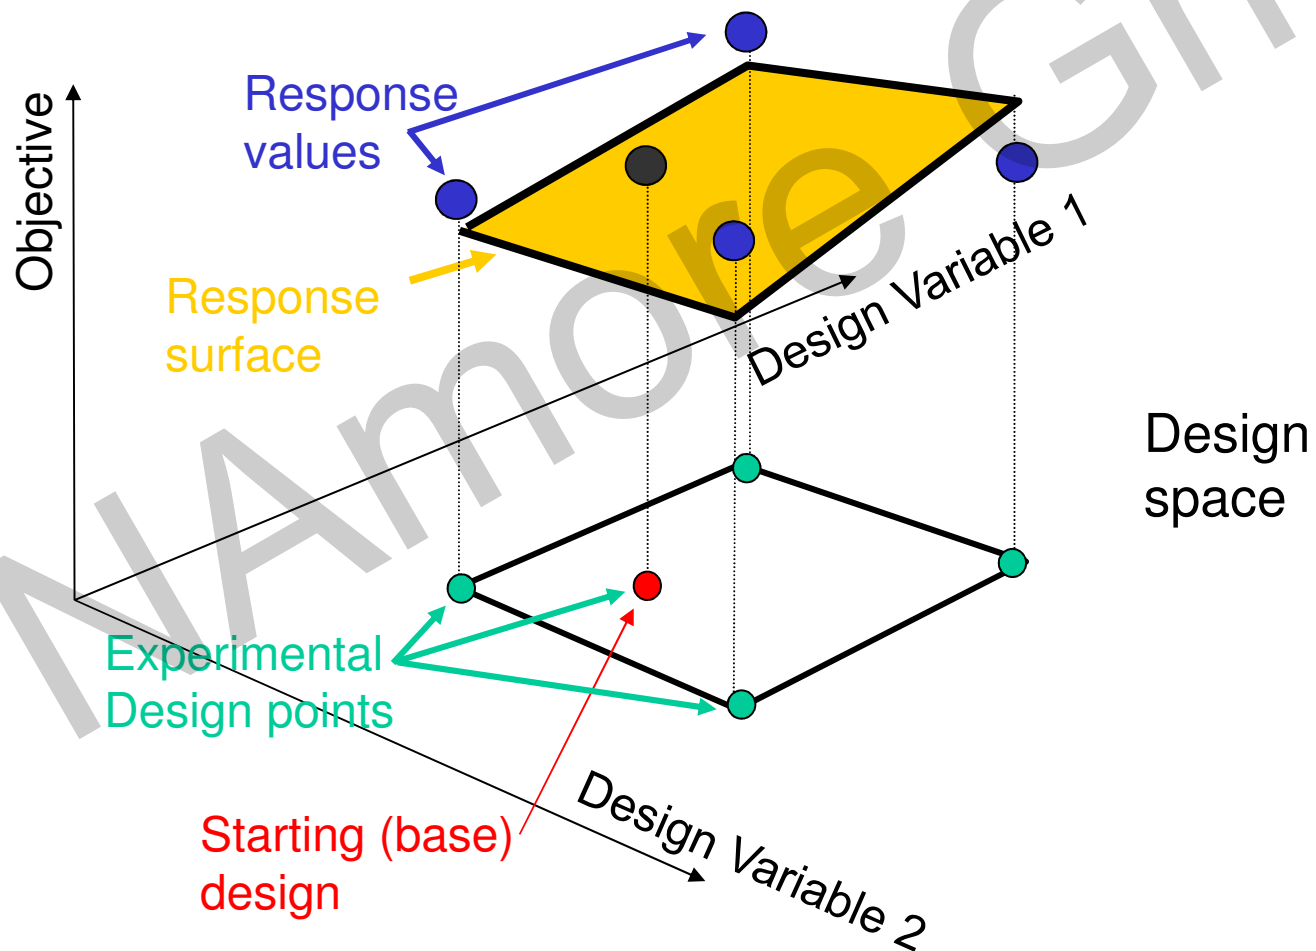 Response
values
Objective
Response
surface
Design Variable 1
Design
space
Experimental
Design points
Starting (base)
design
Design Variable 2
NAmore